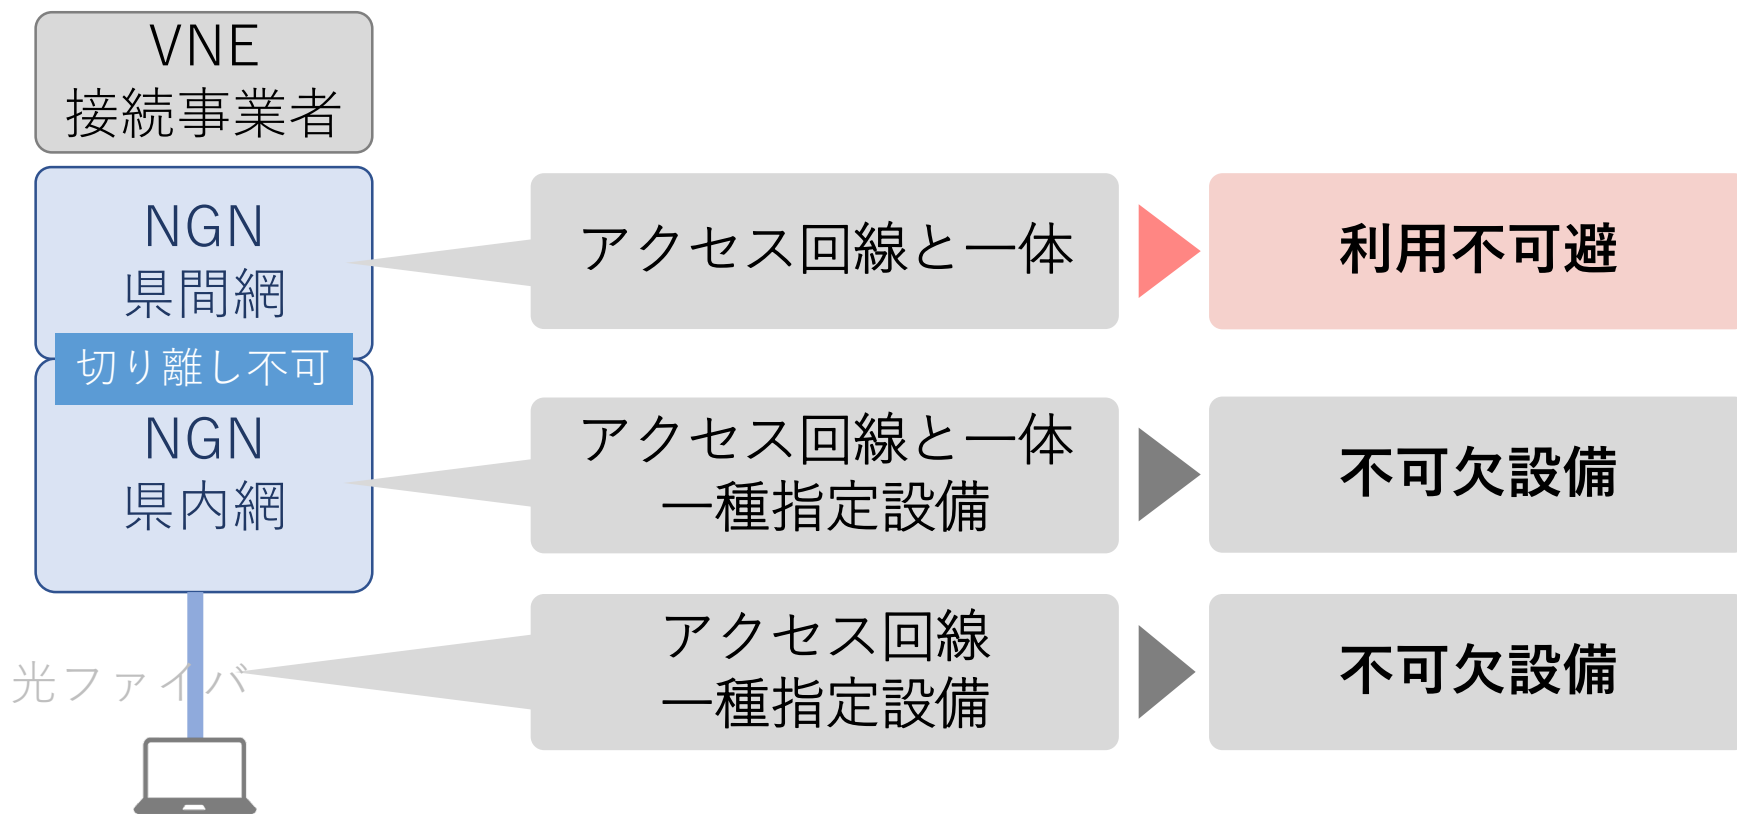 VNE
接続事業者
NGN
県間網
切り離し不可
NGN
県内網
光ファイバ
アクセス回線と一体
利用不可避
アクセス回線と一体
一種指定設備
不可欠設備
アクセス回線
一種指定設備
不可欠設備